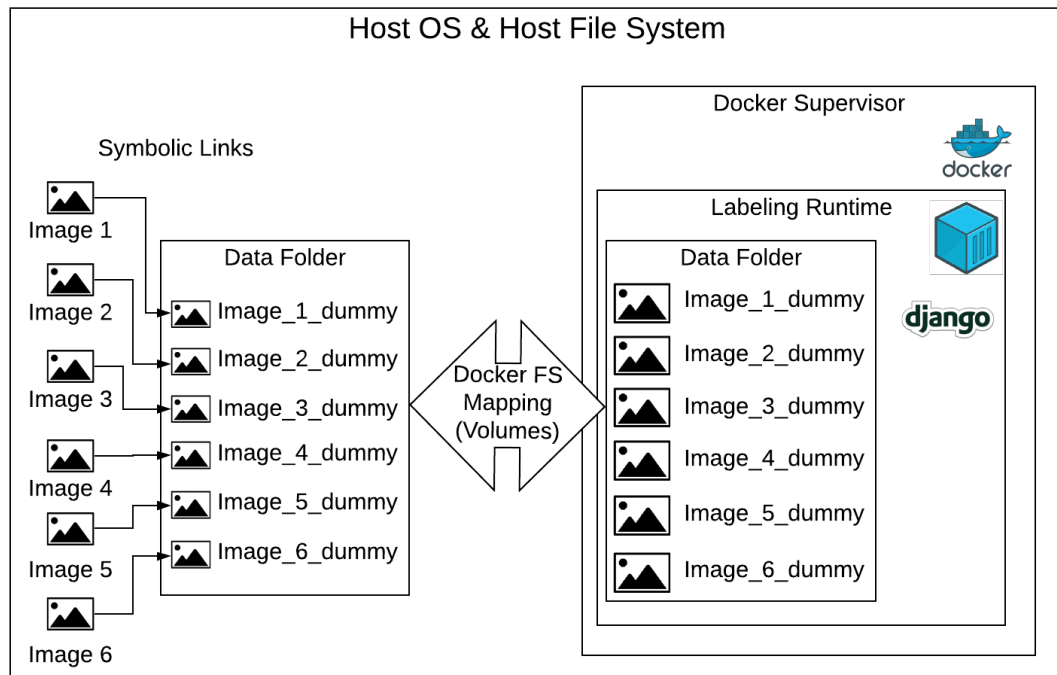 Host OS & Host File System
Symbolic Links
Image 1
Image 2
Image 3
Image 4
Image 5
Image 6
Data Folder
Image_1_dummy
Image_2_dummy
Image_3_dummy
Image_4_dummy
Image_5_dummy
Image_6_dummy
Docker FS
Mapping
(Volumes)
Docker Supervisor
docker
Labeling Runtime
django
Data Folder
Image_1_dummy
Image_2_dummy
Image_3_dummy
Image_4_dummy
Image_5_dummy
Image_6_dummy